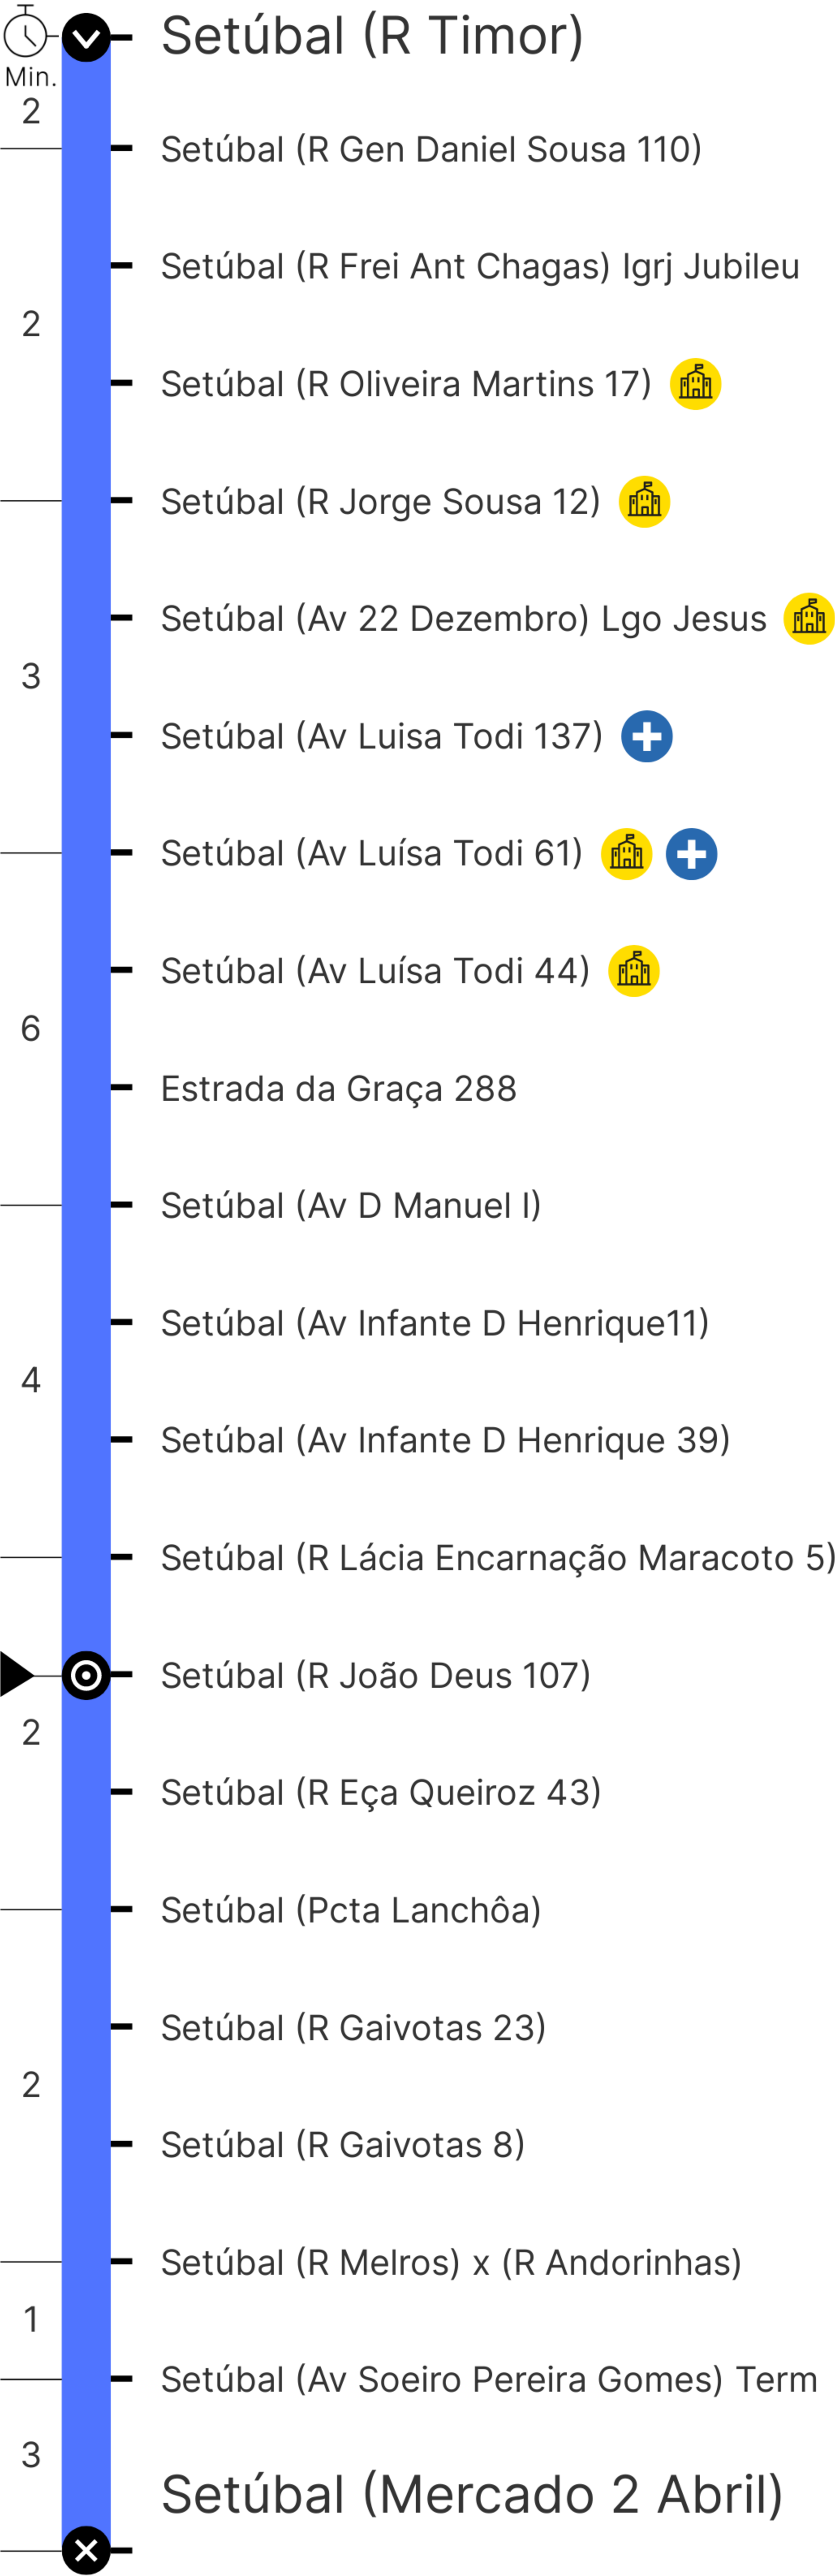 Setúbal (R Timor)
Min.
2
Setúbal (R Gen Daniel Sousa 110)
Setúbal (R Frei Ant Chagas) Igrj Jubileu
2
Setúbal (R Oliveira Martins 17)
Setúbal (R Jorge Sousa 12)
Setúbal (Av 22 Dezembro) Lgo Jesus
3
Setúbal (Av Luisa Todi 137)
Setúbal (Av Luísa Todi 61)
Setúbal (Av Luísa Todi 44)
6
Estrada da Graça 288
Setúbal (Av D Manuel I)
Setúbal (Av Infante D Henrique11)
4
Setúbal (Av Infante D Henrique 39)
Setúbal (R Lácia Encarnação Maracoto 5)
Setúbal (R João Deus 107)
2
Setúbal (R Eça Queiroz 43)
Setúbal (Pcta Lanchôa)
Setúbal (R Gaivotas 23)
2
Setúbal (R Gaivotas 8)
Setúbal (R Melros) x (R Andorinhas)
1
Setúbal (Av Soeiro Pereira Gomes) Term
3
Setúbal (Mercado 2 Abril)